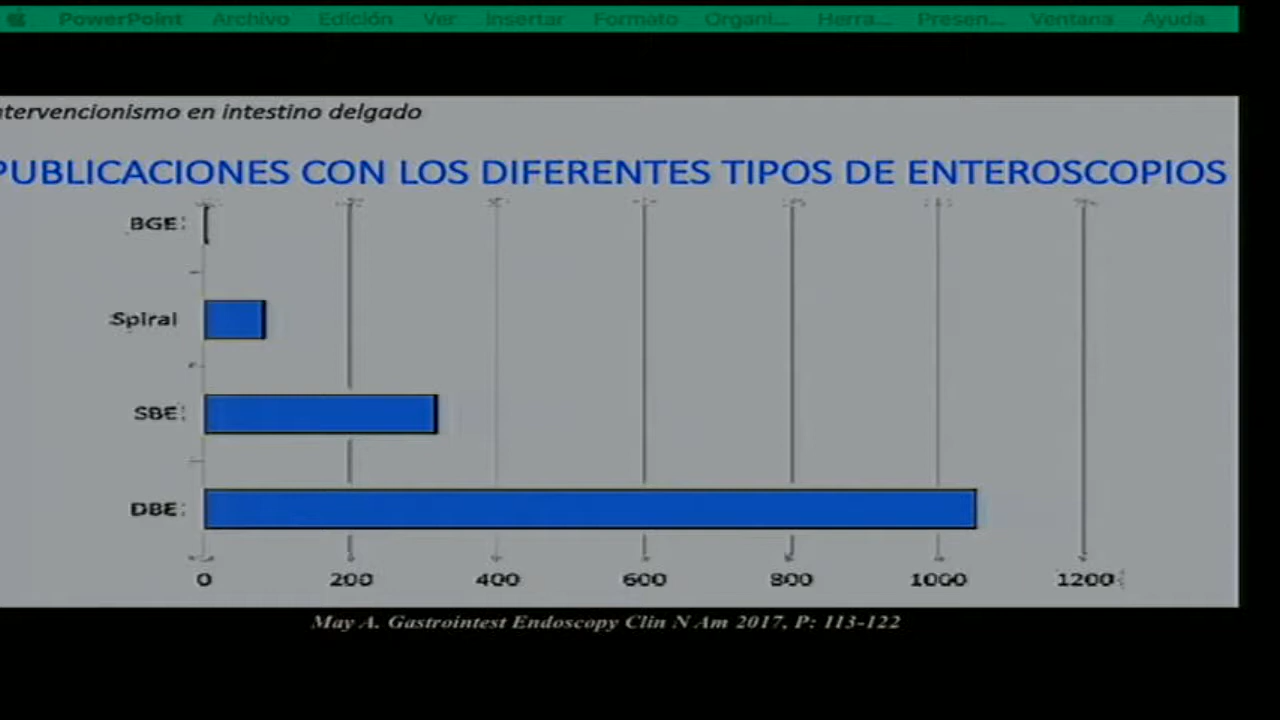 PowerPoint Archivo Edición Ver Insertar Formato Organi... Herra... Presen... Ventana Ayuda
ntervencionismo en intestino delgado
PUBLICACIONES CON LOS DIFERENTES TIPOS DE ENTEROSCOPIOS
BGE
Spiral
SBE
DBE
0 200 400 600 800 1000 1200
May A. Gastrointest Endoscopy Clin N Am 2017, P: 113-122